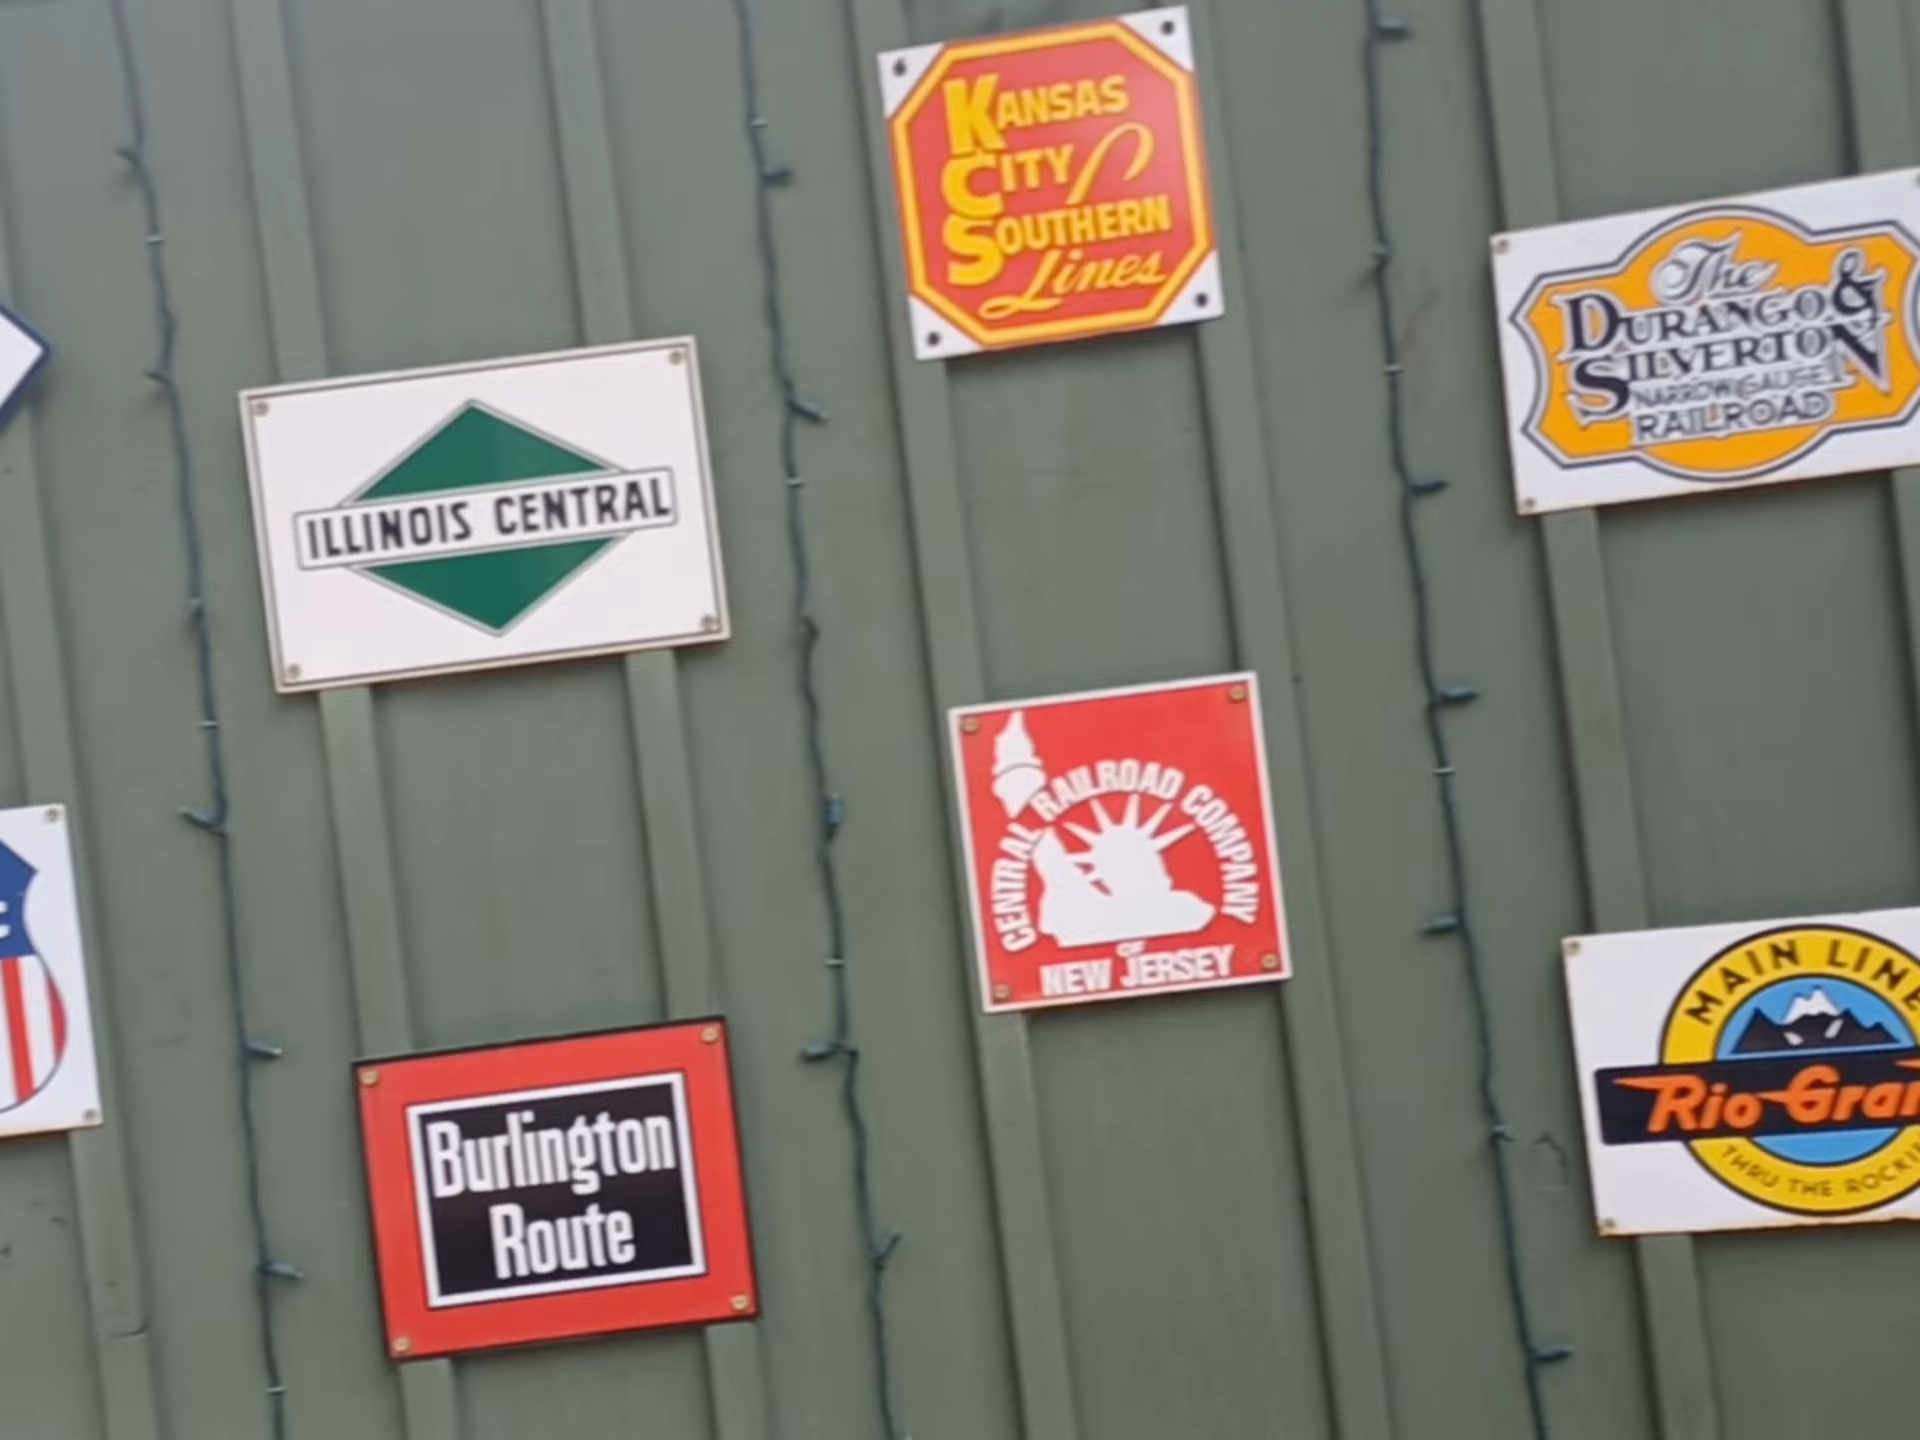 KANSAS
CITY
SOUTHERN
Lines
The
DURANGO &
SILVERTON
NARROW GAUGE
RAILROAD
ILLINOIS CENTRAL
CENTRAL RAILROAD COMPANY
OF
NEW JERSEY
MAIN LINE
Rio Gran
THRU THE ROCKI
Burlington
Route